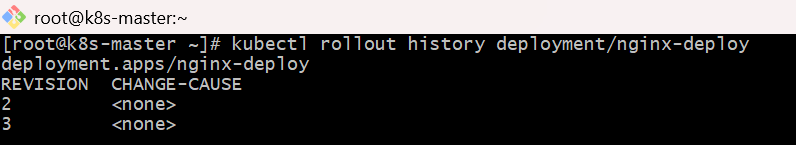 root@k8s-master:~
[root@k8s-master ~]# kubectl rollout history deployment/nginx-deploy
deployment.apps/nginx-deploy
REVISION  CHANGE-CAUSE
2         <none>
3         <none>